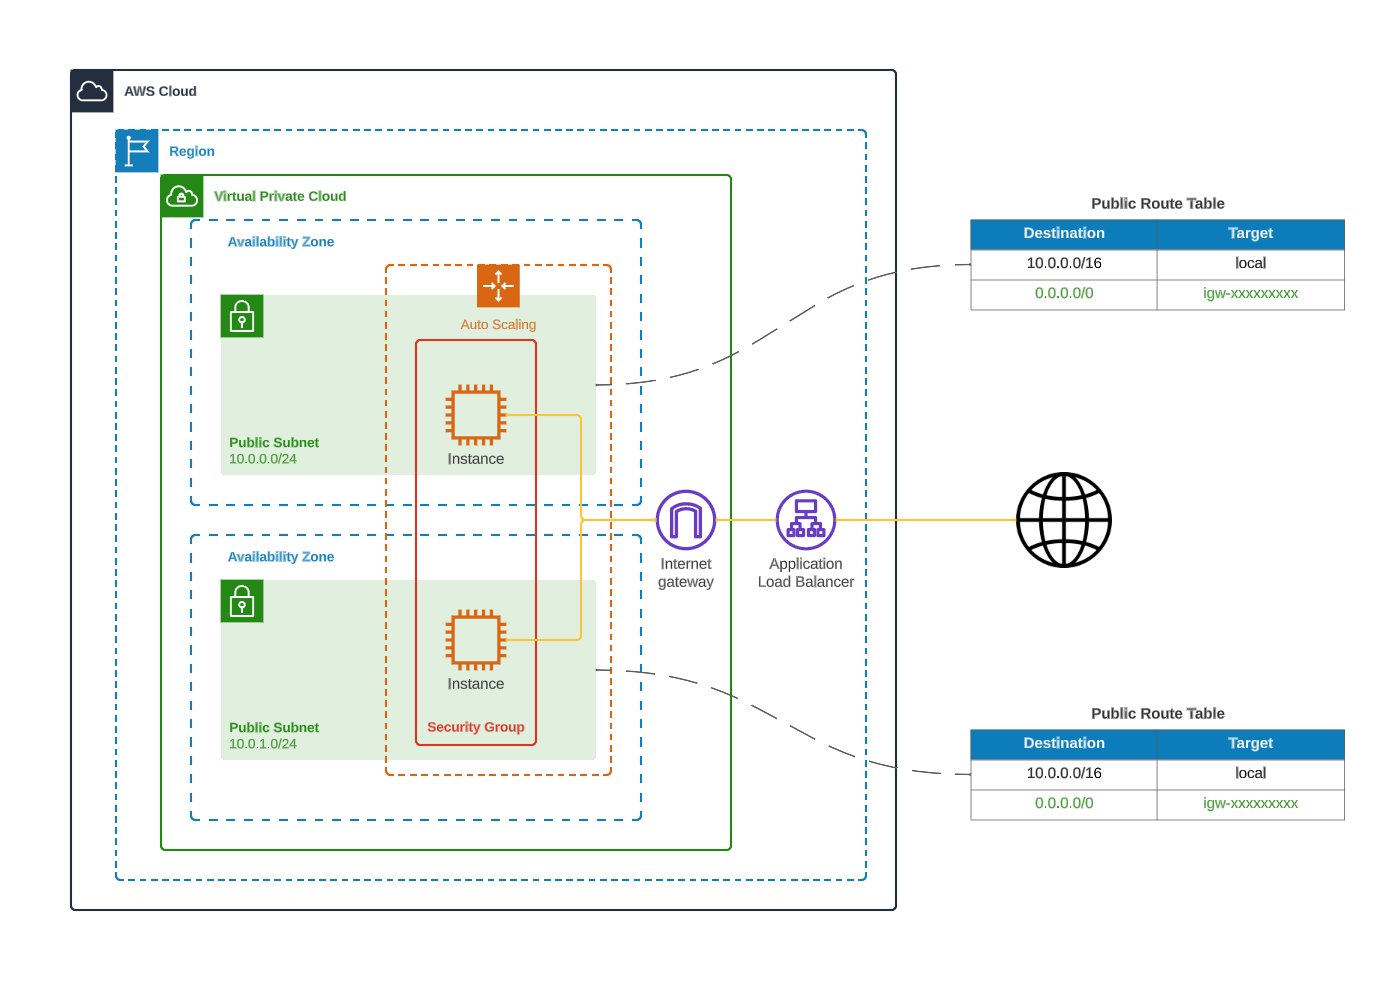 AWS Cloud
Region
Virtual Private Cloud
Availability Zone
Auto Scaling
Public Subnet
10.0.0.0/24
Instance
Availability Zone
Public Subnet
10.0.1.0/24
Instance
Security Group
Internet
gateway
Application
Load Balancer
Public Route Table
Destination Target
10.0.0.0/16 local
0.0.0.0/0 igw-xxxxxxxxx
Public Route Table
Destination Target
10.0.0.0/16 local
0.0.0.0/0 igw-xxxxxxxxx